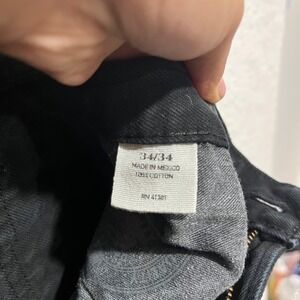 34/34
MADE IN MEXICO
100% COTTON
RN 41381